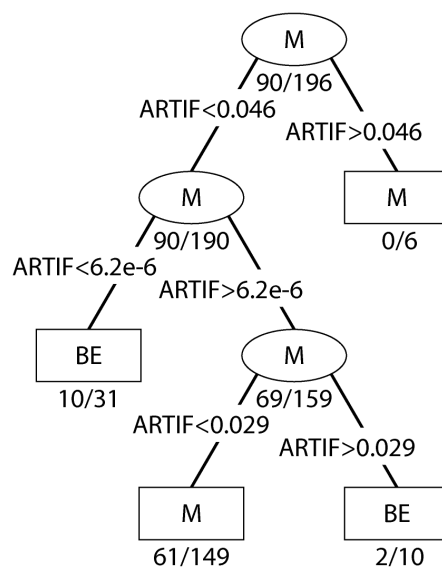 M
90/196
ARTIF<0.046
ARTIF>0.046
M
90/190
M
0/6
ARTIF<6.2e-6
ARTIF>6.2e-6
BE
10/31
M
69/159
ARTIF<0.029
ARTIF>0.029
M
61/149
BE
2/10